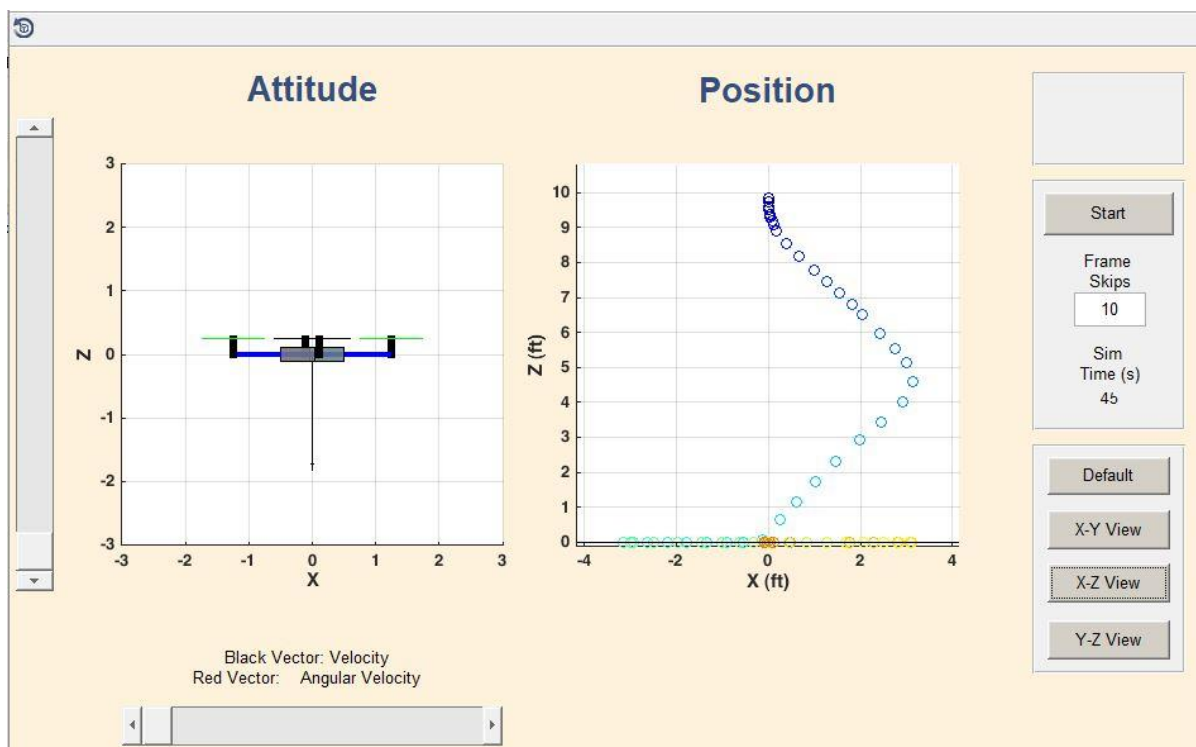 Attitude
Position
3
2
1
0
-1
-2
-3
Z
-3 -2 -1 0 1 2 3
X
10
9
8
7
6
5
4
3
2
1
0
Z (ft)
-4 -2 0 2 4
X (ft)
Black Vector: Velocity
Red Vector: Angular Velocity
Start
Frame
Skips
10
Sim
Time (s)
45
Default
X-Y View
X-Z View
Y-Z View